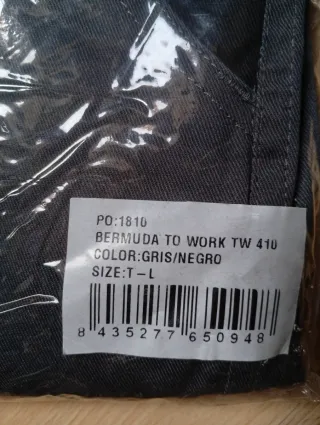 PO:1810
BERMUDA TO WORK TW 410
COLOR:GRIS/NEGRO
SIZE:T-L
8 435277 650948